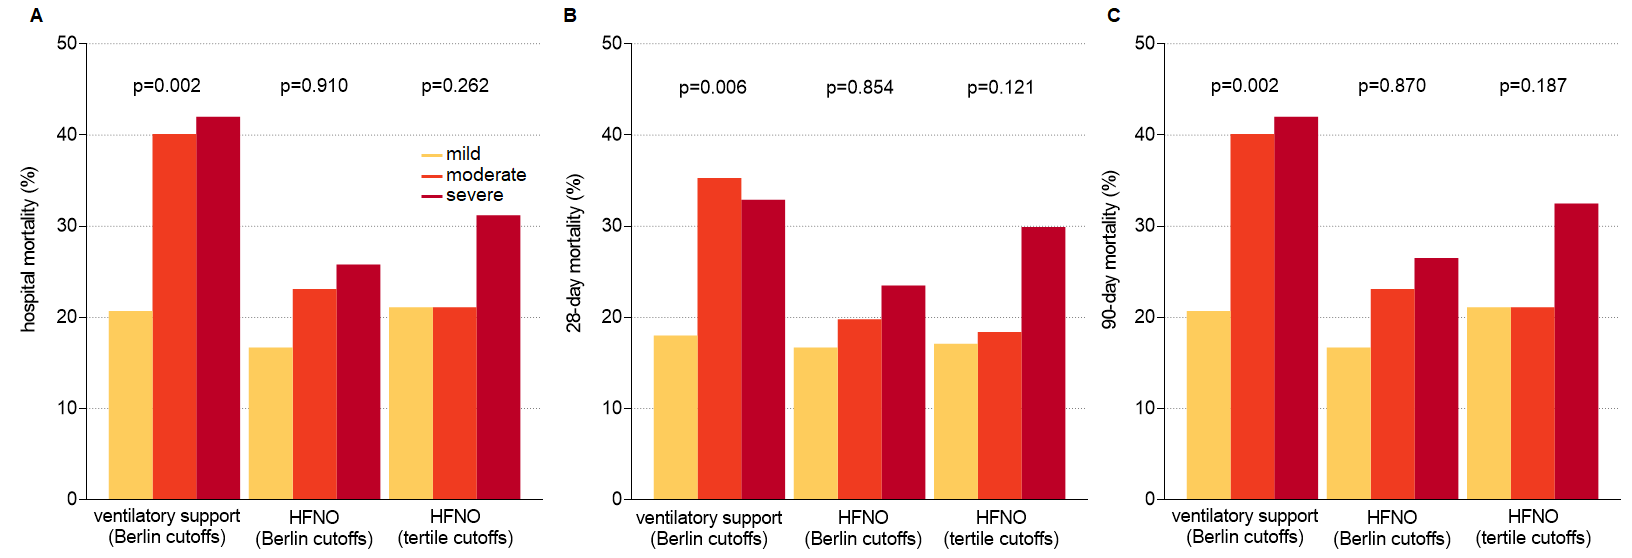 A
hospital mortality (%)
50
40
30
20
10
0
p=0.002
p=0.910
p=0.262
mild
moderate
severe
ventilatory support
(Berlin cutoffs)
HFNO
(Berlin cutoffs)
HFNO
(tertile cutoffs)
B
28-day mortality (%)
50
40
30
20
10
0
p=0.006
p=0.854
p=0.121
ventilatory support
(Berlin cutoffs)
HFNO
(Berlin cutoffs)
HFNO
(tertile cutoffs)
C
90-day mortality (%)
50
40
30
20
10
0
p=0.002
p=0.870
p=0.187
ventilatory support
(Berlin cutoffs)
HFNO
(Berlin cutoffs)
HFNO
(tertile cutoffs)